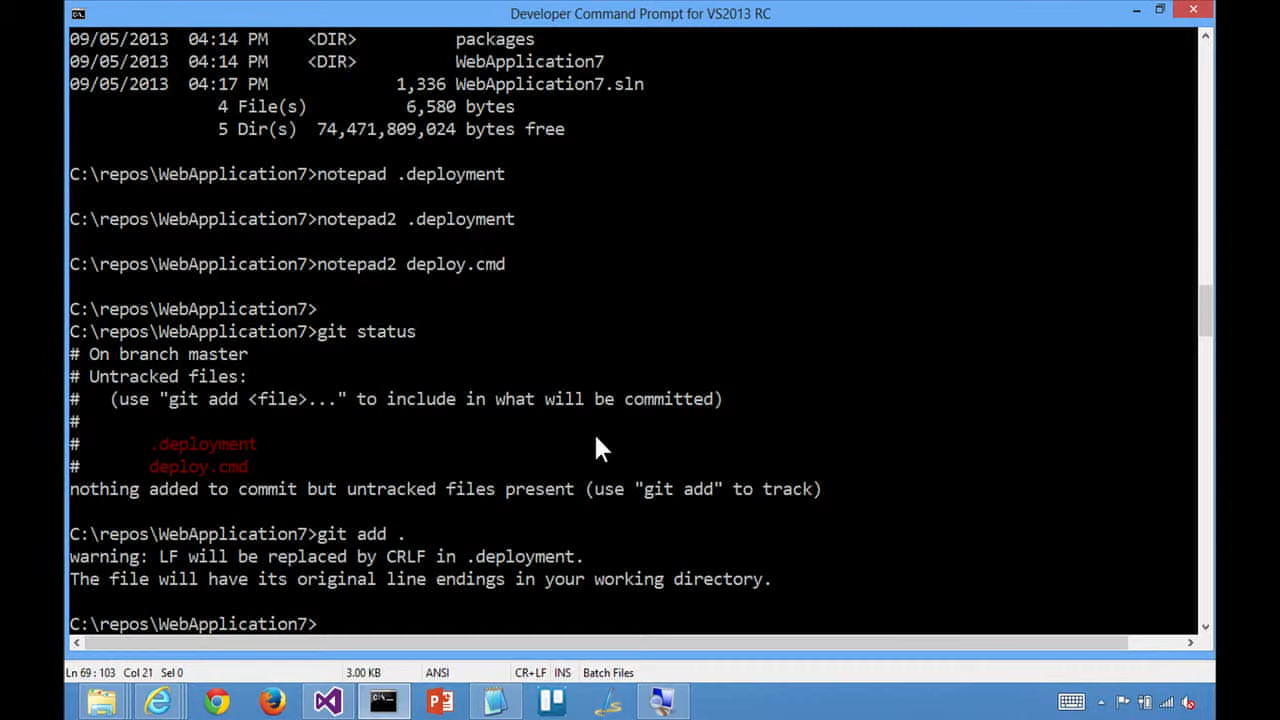 Developer Command Prompt for VS2013 RC
09/05/2013  04:14 PM    <DIR>          packages
09/05/2013  04:14 PM    <DIR>          WebApplication7
09/05/2013  04:17 PM             1,336 WebApplication7.sln
4 File(s)          6,580 bytes
5 Dir(s)  74,471,809,024 bytes free
C:\repos\WebApplication7>notepad .deployment
C:\repos\WebApplication7>notepad2 .deployment
C:\repos\WebApplication7>notepad2 deploy.cmd
C:\repos\WebApplication7>
C:\repos\WebApplication7>git status
# On branch master
# Untracked files:
#   (use "git add <file>..." to include in what will be committed)
#
#       .deployment
#       deploy.cmd
nothing added to commit but untracked files present (use "git add" to track)
C:\repos\WebApplication7>git add .
warning: LF will be replaced by CRLF in .deployment.
The file will have its original line endings in your working directory.
C:\repos\WebApplication7>
Ln 69 : 103   Col 21   Sel 0   3.00 KB   ANSI   CR+LF   INS   Batch Files